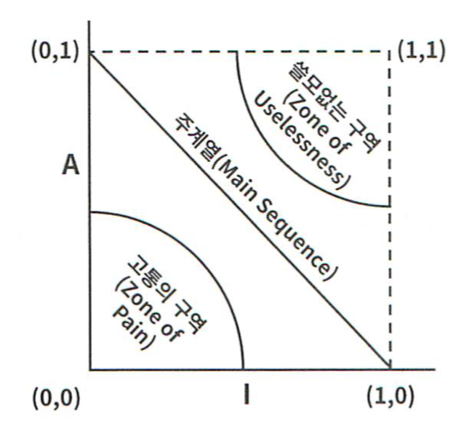 (0,1)
(1,1)
쓸모없는 구역
(Zone of
Uselessness)
주계열(Main Sequence)
A
고통의 구역
(Zone of
Pain)
(0,0)
I
(1,0)